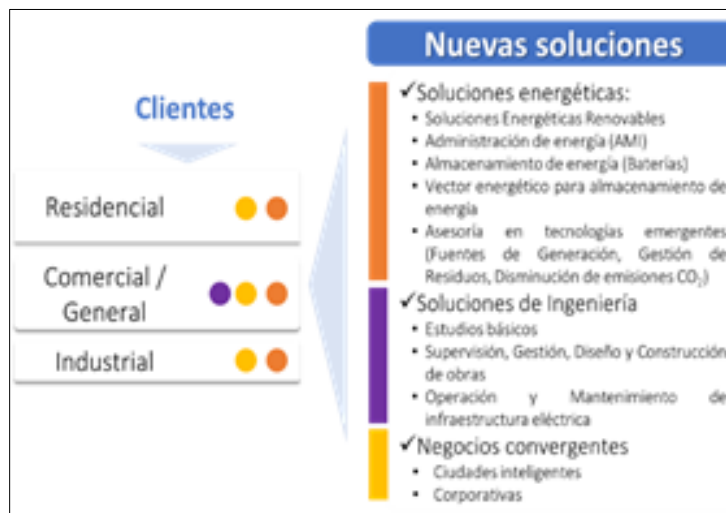 Nuevas soluciones
Clientes
Residencial
Comercial /
General
Industrial
✓Soluciones energéticas:
• Soluciones Energéticas Renovables
• Administración de energía (AMI)
• Almacenamiento de energía (Baterías)
• Vector energético para almacenamiento de
energía
• Asesoría en tecnologías emergentes
(Fuentes de Generación, Gestión de
Residuos, Disminución de emisiones CO₂)
✓Soluciones de Ingeniería
• Estudios básicos
• Supervisión, Gestión, Diseño y Construcción
de obras
• Operación y Mantenimiento de
infraestructura eléctrica
✓Negocios convergentes
• Ciudades inteligentes
• Corporativas